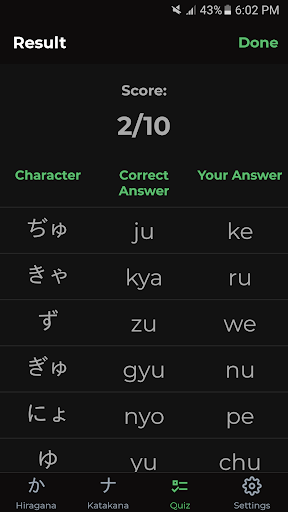 43% 6:02 PM
Result Done
Score:
2/10
Character Correct Answer Your Answer
ぢゅ ju ke
きゃ kya ru
ず zu we
ぎゅ gyu nu
にょ nyo pe
ゆ yu chu
か ナ
Hiragana Katakana Quiz Settings